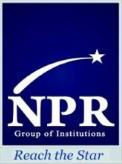 NPR
Group of Institutions
Reach the Star